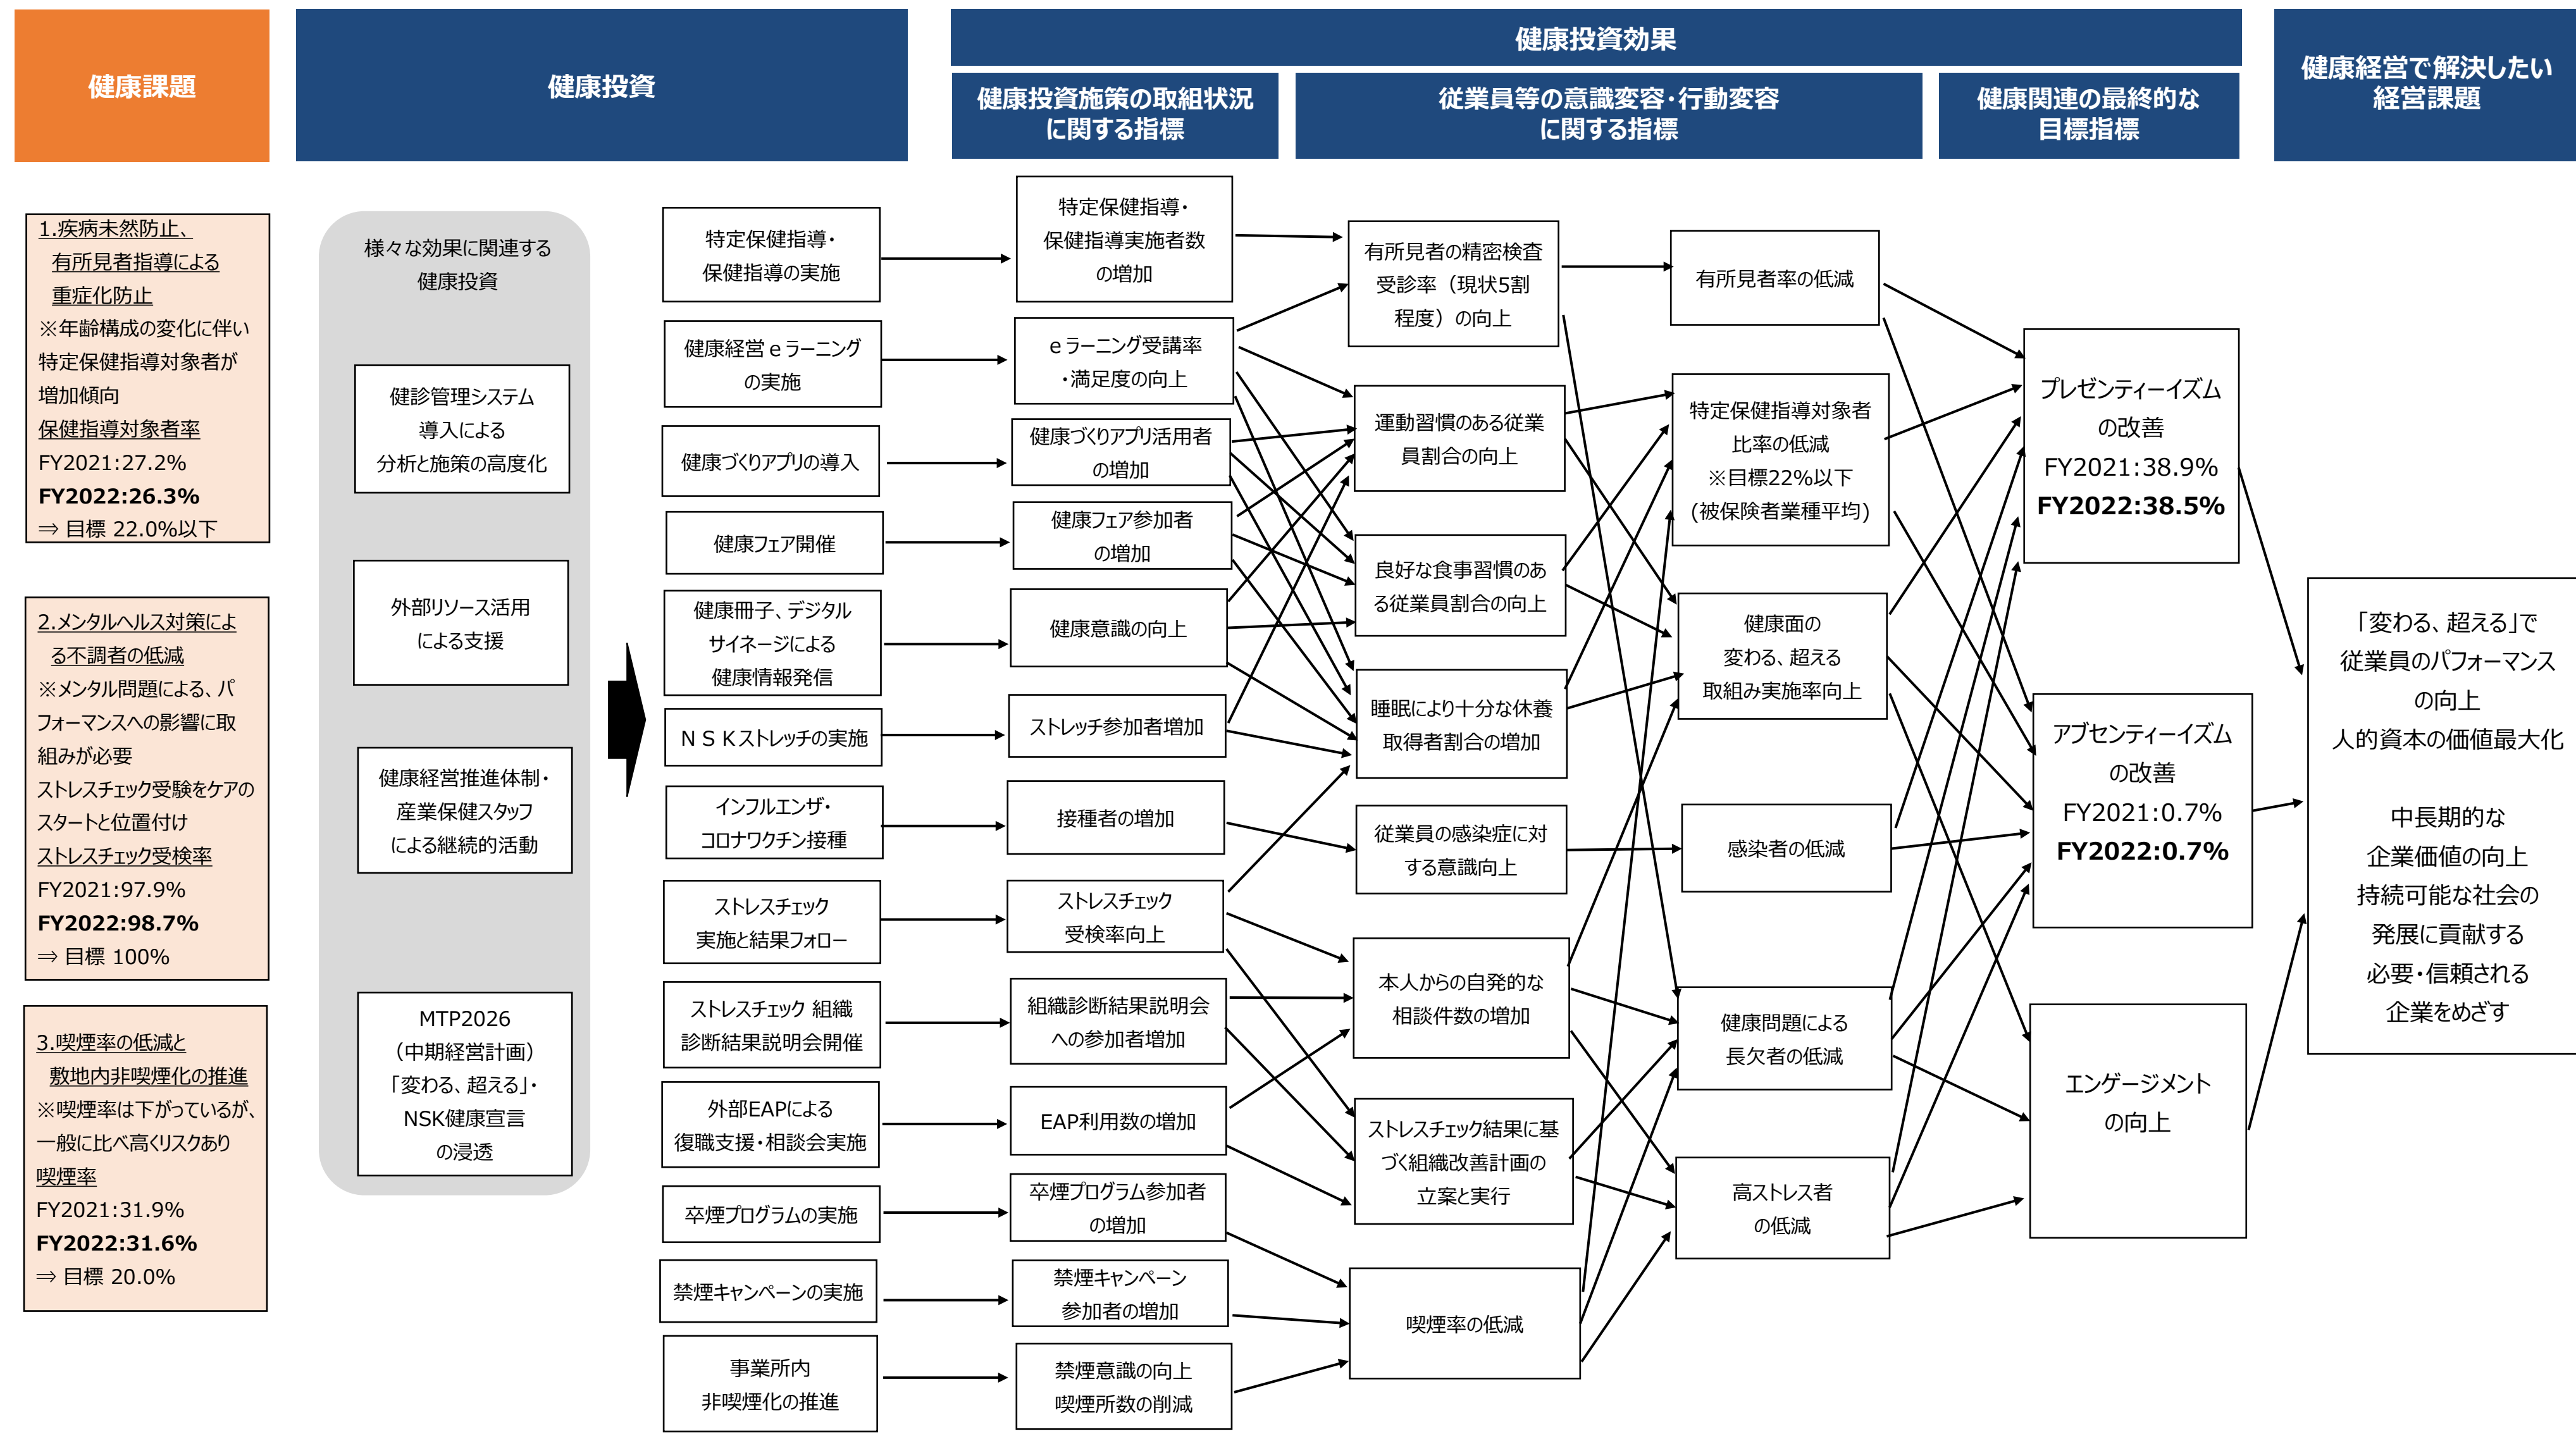 健康課題
健康投資
健康投資効果
健康投資施策の取組状況
に関する指標
従業員等の意識変容・行動変容
に関する指標
健康関連の最終的な
目標指標
健康経営で解決したい
経営課題
1.疾病未然防止、
有所見者指導による
重症化防止
※年齢構成の変化に伴い
特定保健指導対象者が
増加傾向
保健指導対象者率
FY2021:27.2%
FY2022:26.3%
⇒ 目標 22.0%以下
2.メンタルヘルス対策によ
る不調者の低減
※メンタル問題による、パ
フォーマンスへの影響に取
組みが必要
ストレスチェック受験をケアの
スタートと位置付け
ストレスチェック受検率
FY2021:97.9%
FY2022:98.7%
⇒ 目標 100%
3.喫煙率の低減と
敷地内非喫煙化の推進
※喫煙率は下がっているが、
一般に比べ高くリスクあり
喫煙率
FY2021:31.9%
FY2022:31.6%
⇒ 目標 20.0%
様々な効果に関連する
健康投資
健診管理システム
導入による
分析と施策の高度化
外部リソース活用
による支援
健康経営推進体制・
産業保健スタッフ
による継続的活動
MTP2026
（中期経営計画）
「変わる、超える」・
NSK健康宣言
の浸透
特定保健指導・
保健指導の実施
健康経営ｅラーニング
の実施
健康づくりアプリの導入
健康フェア開催
健康冊子、デジタル
サイネージによる
健康情報発信
ＮＳＫストレッチの実施
インフルエンザ・
コロナワクチン接種
ストレスチェック
実施と結果フォロー
ストレスチェック 組織
診断結果説明会開催
外部EAPによる
復職支援・相談会実施
卒煙プログラムの実施
禁煙キャンペーンの実施
事業所内
非喫煙化の推進
特定保健指導・
保健指導実施者数
の増加
ｅラーニング受講率
・満足度の向上
健康づくりアプリ活用者
の増加
健康フェア参加者
の増加
健康意識の向上
ストレッチ参加者増加
接種者の増加
ストレスチェック
受検率向上
組織診断結果説明会
への参加者増加
EAP利用数の増加
卒煙プログラム参加者
の増加
禁煙キャンペーン
参加者の増加
禁煙意識の向上
喫煙所数の削減
有所見者の精密検査
受診率（現状5割
程度）の向上
運動習慣のある従業
員割合の向上
良好な食事習慣のあ
る従業員割合の向上
睡眠により十分な休養
取得者割合の増加
従業員の感染症に対
する意識向上
本人からの自発的な
相談件数の増加
ストレスチェック結果に基
づく組織改善計画の
立案と実行
喫煙率の低減
有所見者率の低減
特定保健指導対象者
比率の低減
※目標22%以下
(被保険者業種平均)
健康面の
変わる、超える
取組み実施率向上
感染者の低減
健康問題による
長欠者の低減
高ストレス者
の低減
プレゼンティーイズム
の改善
FY2021:38.9%
FY2022:38.5%
アブセンティーイズム
の改善
FY2021:0.7%
FY2022:0.7%
エンゲージメント
の向上
「変わる、超える」で
従業員のパフォーマンス
の向上
人的資本の価値最大化
中長期的な
企業価値の向上
持続可能な社会の
発展に貢献する
必要・信頼される
企業をめざす